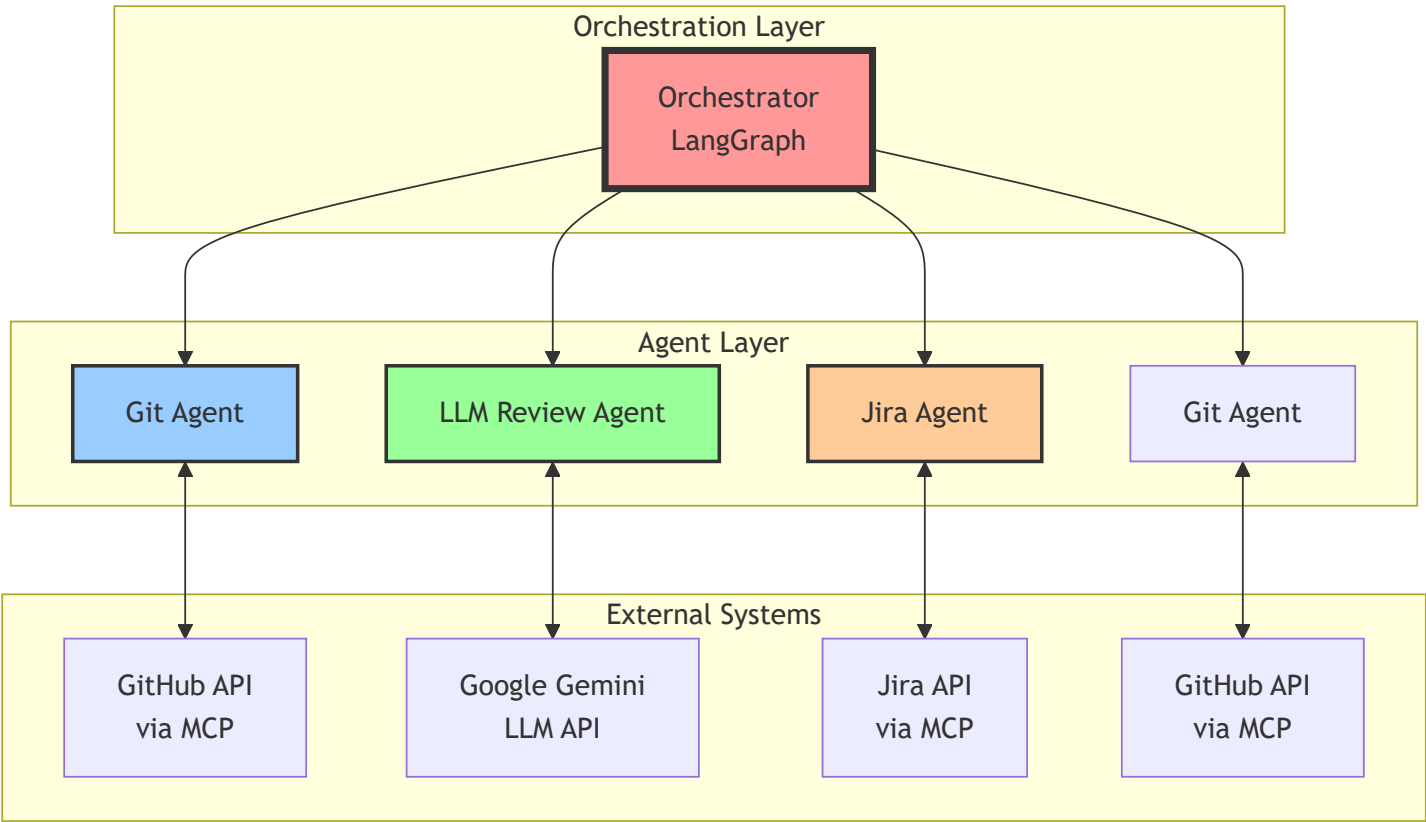 Orchestration Layer
Orchestrator
LangGraph
Agent Layer
Git Agent
LLM Review Agent
Jira Agent
Git Agent
External Systems
GitHub API
via MCP
Google Gemini
LLM API
Jira API
via MCP
GitHub API
via MCP